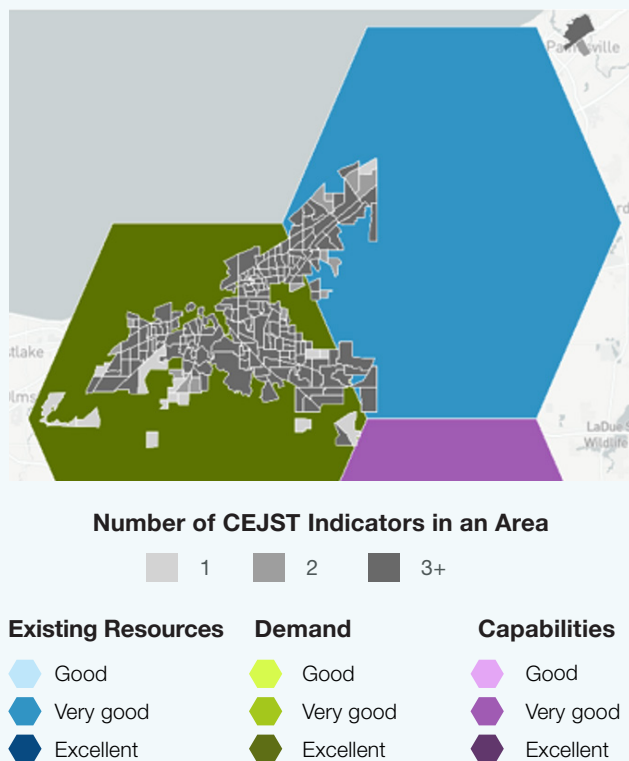 Painesville
rd
tlake
lms
LaDue S
Wildlife
Number of CEJST Indicators in an Area
1 2 3+
Existing Resources Demand Capabilities
Good Good Good
Very good Very good Very good
Excellent Excellent Excellent